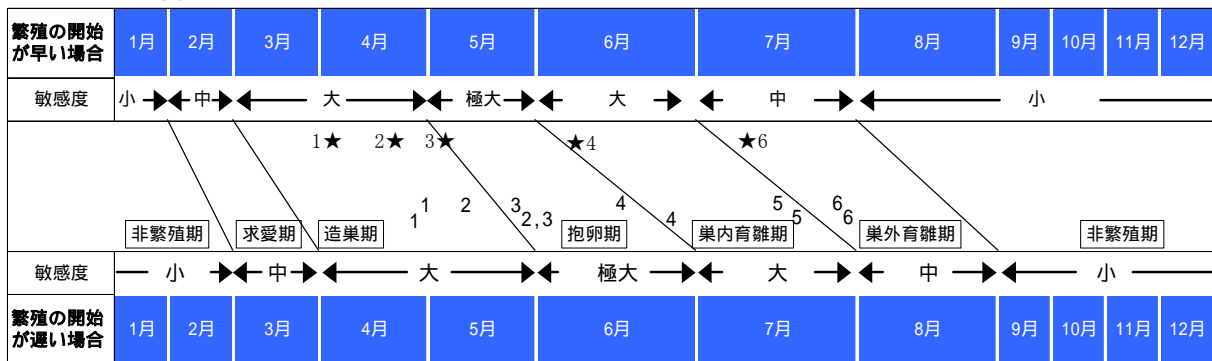 繁殖の開始
が早い場合 1月 2月 3月 4月 5月 6月 7月 8月 9月 10月 11月 12月
敏感度 小 中 大 極大 大 中 小
1★ 2★ 3★ ★4 ★6
1 2 3 4 5 6
1 2,3 4 5 6
非繁殖期 求愛期 造巣期 抱卵期 巣内育雛期 巣外育雛期 非繁殖期
敏感度 小 中 大 極大 大 中 小
繁殖の開始
が遅い場合 1月 2月 3月 4月 5月 6月 7月 8月 9月 10月 11月 12月